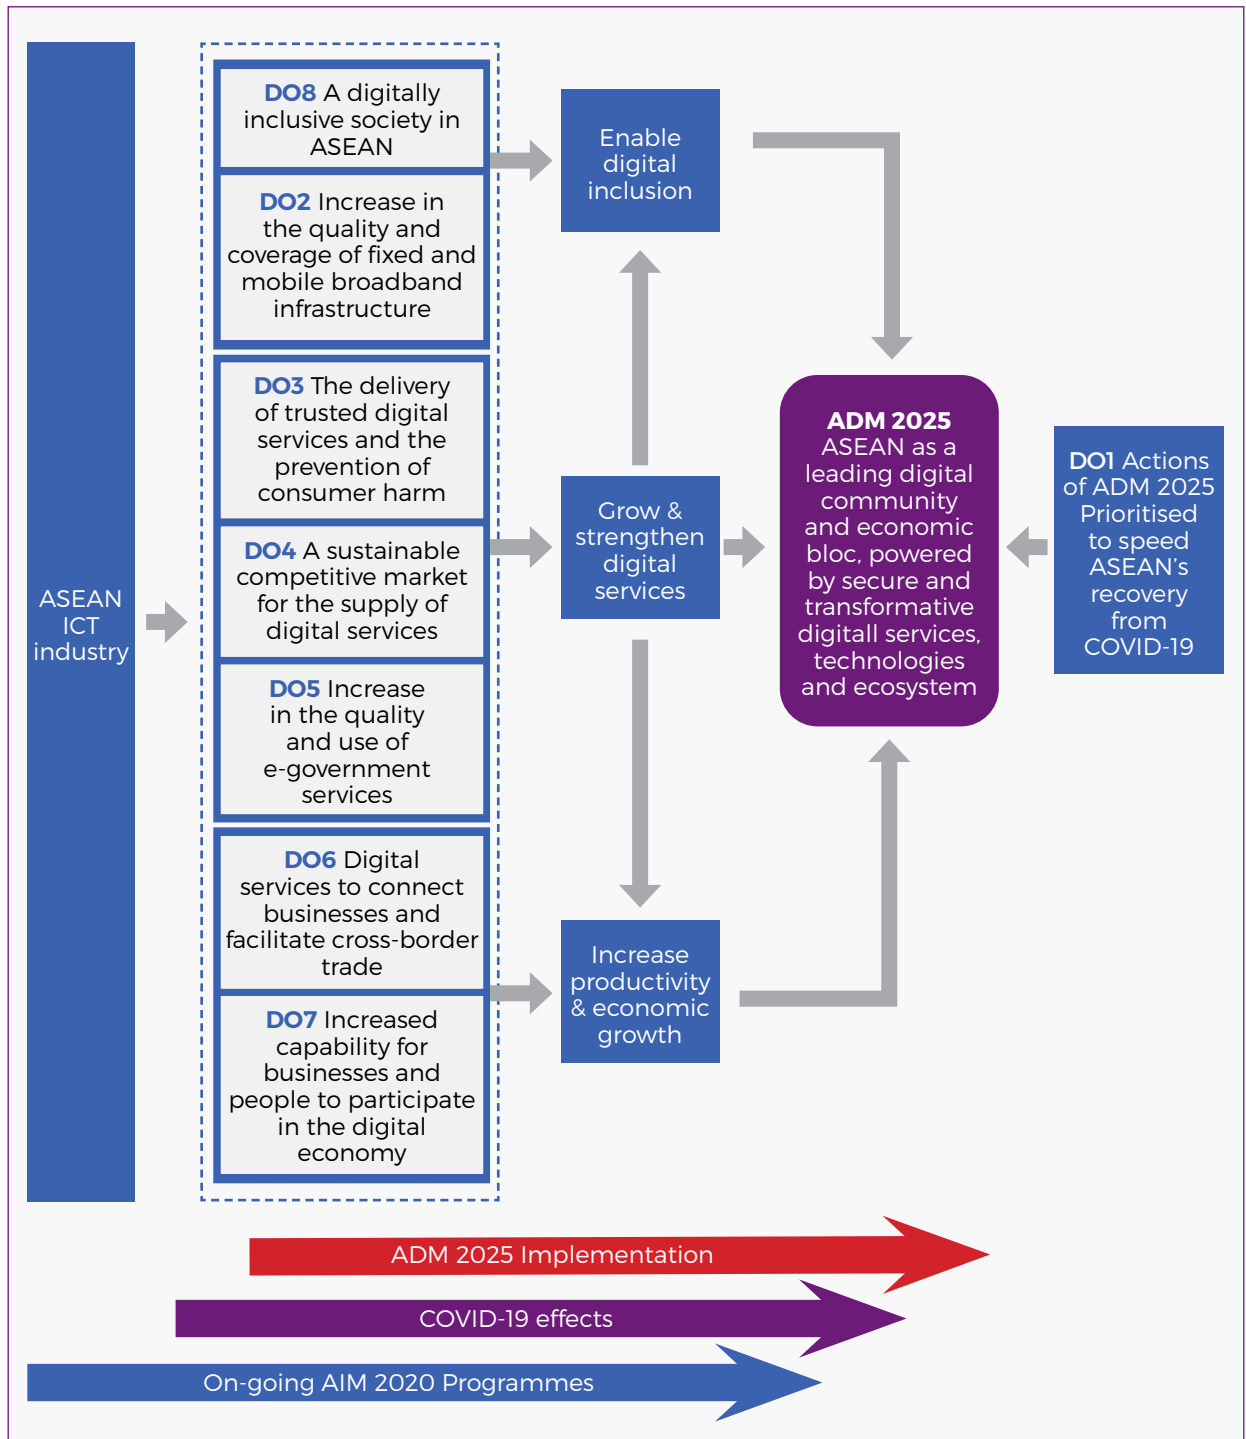 ASEAN
ICT
industry
DO8 A digitally
inclusive society in
ASEAN
DO2 Increase in
the quality and
coverage of fixed and
mobile broadband
infrastructure
DO3 The delivery
of trusted digital
services and the
prevention of
consumer harm
DO4 A sustainable
competitive market
for the supply of
digital services
DO5 Increase
in the quality
and use of
e-government
services
DO6 Digital
services to connect
businesses and
facilitate cross-border
trade
DO7 Increased
capability for
businesses and
people to participate
in the digital
economy
Enable
digital
inclusion
Grow &
strengthen
digital
services
Increase
productivity
& economic
growth
ADM 2025
ASEAN as a
leading digital
community
and economic
bloc, powered
by secure and
transformative
digitall services,
technologies
and ecosystem
DO1 Actions
of ADM 2025
Prioritised
to speed
ASEAN's
recovery
from
COVID-19
ADM 2025 Implementation
COVID-19 effects
On-going AIM 2020 Programmes